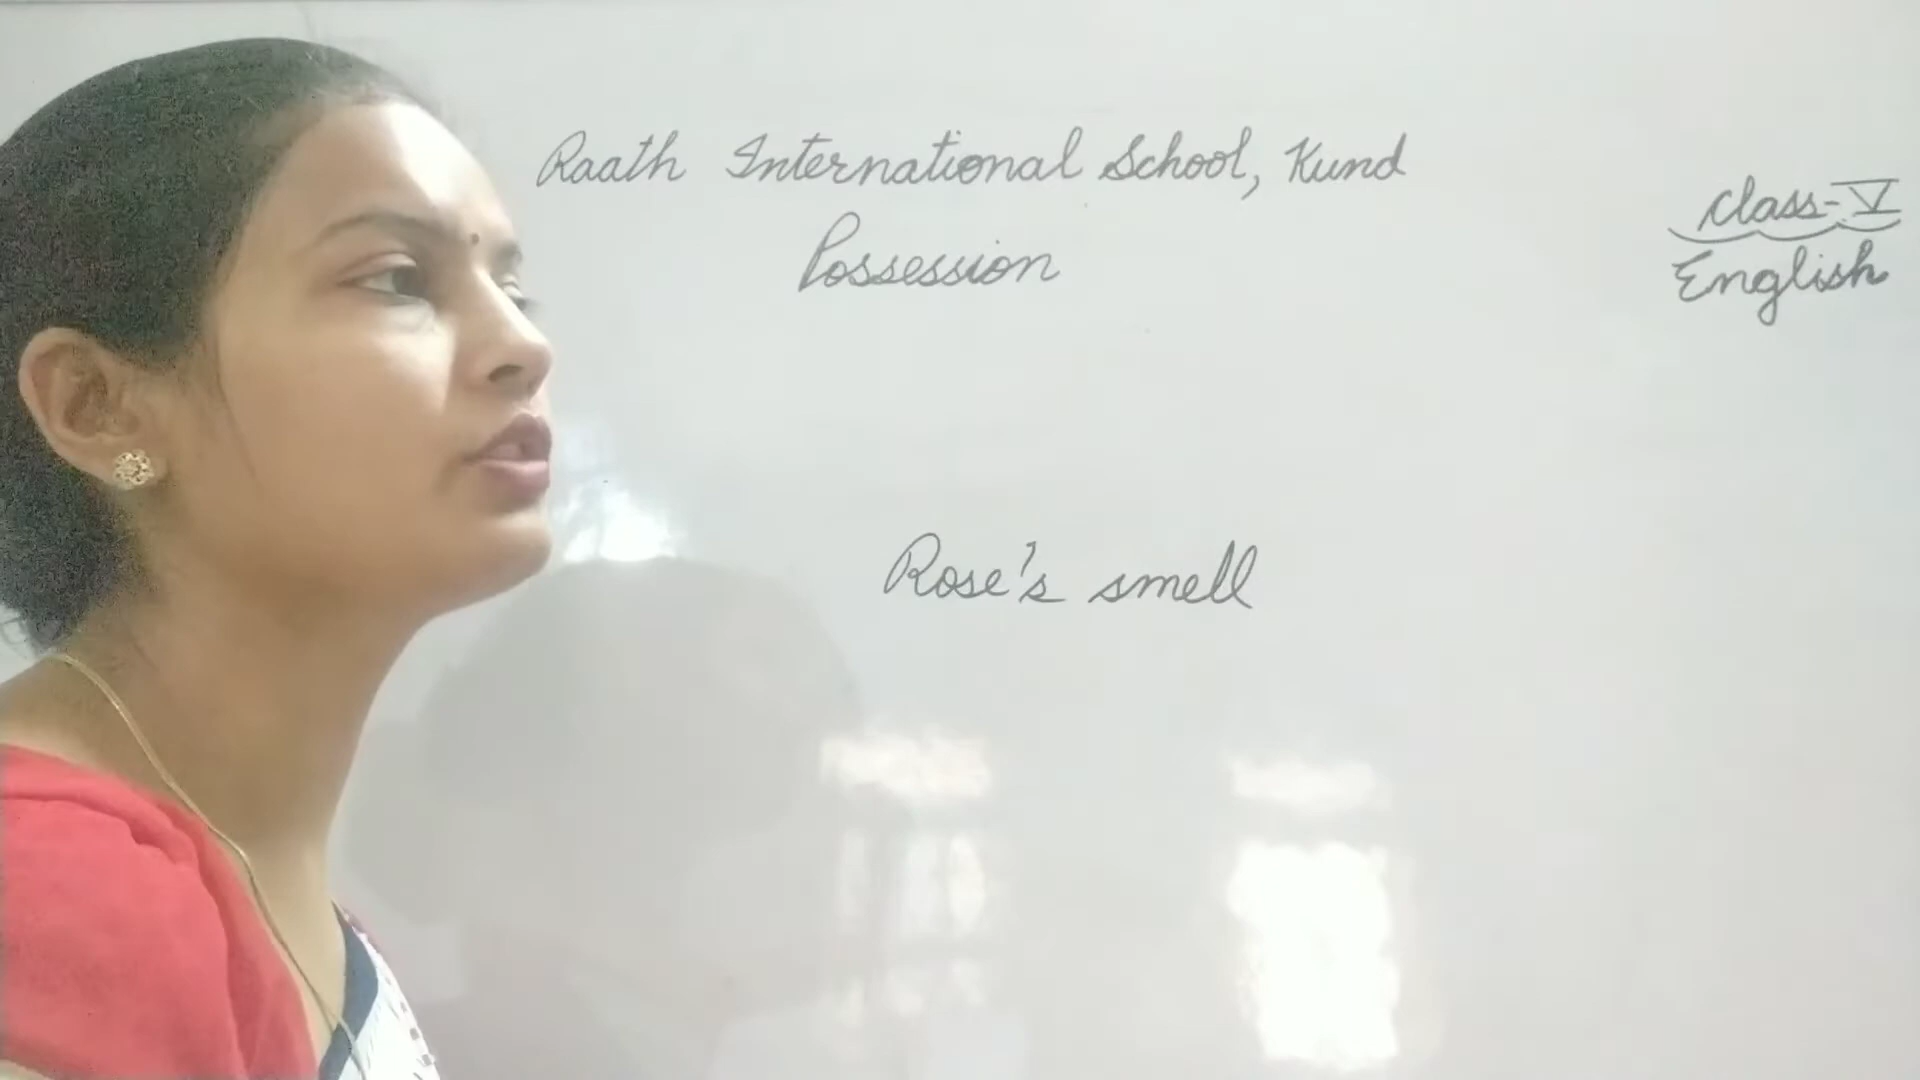 Raath International School, Kund
Possession
Class-V
English
Rose's smell